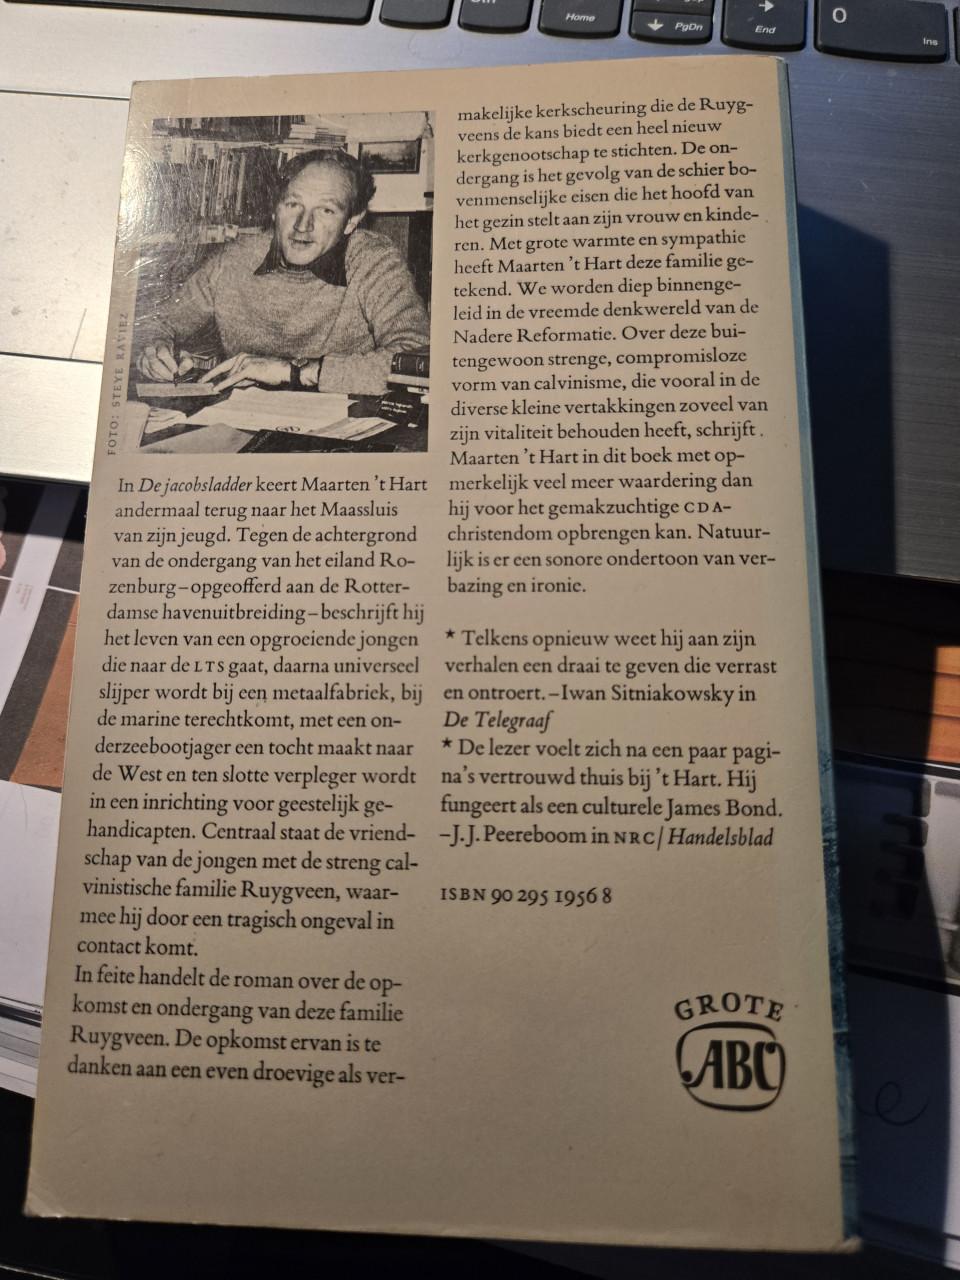 Home
PgDn
End
0
Ins
FOTO: STEYE RAVIEZ
In De jacobsladder keert Maarten 't Hart
andermaal terug naar het Maassluis
van zijn jeugd. Tegen de achtergrond
van de ondergang van het eiland Ro-
zenburg–opgeofferd aan de Rotter-
damse havenuitbreiding–beschrijft hij
het leven van een opgroeiende jongen
die naar de LTS gaat, daarna universeel
slijper wordt bij een metaalfabriek, bij
de marine terechtkomt, met een on-
derzeebootjager een tocht maakt naar
de West en ten slotte verpleger wordt
in een inrichting voor geestelijk ge-
handicapten. Centraal staat de vriend-
schap van de jongen met de streng cal-
vinistische familie Ruygveen, waar-
mee hij door een tragisch ongeval in
contact komt.
In feite handelt de roman over de op-
komst en ondergang van deze familie
Ruygveen. De opkomst ervan is te
danken aan een even droevige als ver-
makelijke kerkscheuring die de Ruyg-
veens de kans biedt een heel nieuw
kerkgenootschap te stichten. De on-
dergang is het gevolg van de schier bo-
venmenselijke eisen die het hoofd van
het gezin stelt aan zijn vrouw en kinde-
ren. Met grote warmte en sympathie
heeft Maarten 't Hart deze familie ge-
tekend. We worden diep binnenge-
leid in de vreemde denkwereld van de
Nadere Reformatie. Over deze bui-
tengewoon strenge, compromisloze
vorm van calvinisme, die vooral in de
diverse kleine vertakkingen zoveel van
zijn vitaliteit behouden heeft, schrijft
Maarten 't Hart in dit boek met op-
merkelijk veel meer waardering dan
hij voor het gemakzuchtige CDA-
christendom opbrengen kan. Natuur-
lijk is er een sonore ondertoon van ver-
bazing en ironie.
* Telkens opnieuw weet hij aan zijn
verhalen een draai te geven die verrast
en ontroert.–Iwan Sitniakowsky in
De Telegraaf
* De lezer voelt zich na een paar pagi-
na's vertrouwd thuis bij 't Hart. Hij
fungeert als een culturele James Bond.
–J.J. Peereboom in NRC/Handelsblad
ISBN 90 295 1956 8
GROTE
ABC